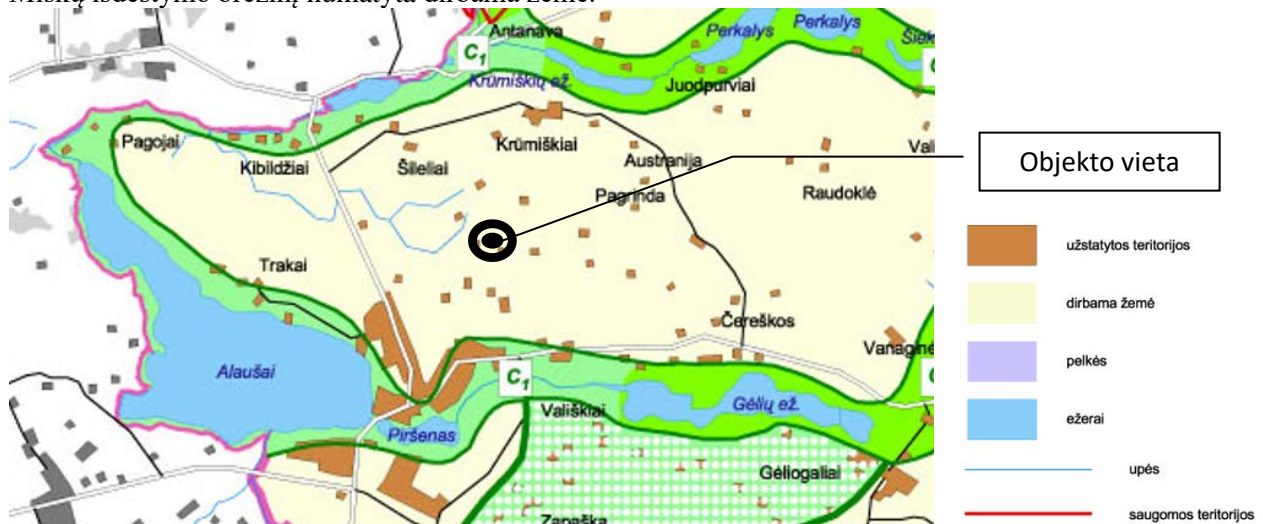 Miškų išdėstymo brėžinį numatyta dirbama žemė.
Antanava
C1
Krūmiškių ež.
Perkalys
Perkalys
Juodpurviai
Pagojai
Kibildžiai
Šileliai
Krūmiškiai
Austranija
Pagrinda
Raudoklė
Trakai
Čereškos
Alaušai
Piršenas
C1
Vališkiai
Gėlių ež.
Gėliogaliai
Zapaška
Objekto vieta
užstatytos teritorijos
dirbama žemė
pelkės
ežerai
upės
saugomos teritorijos